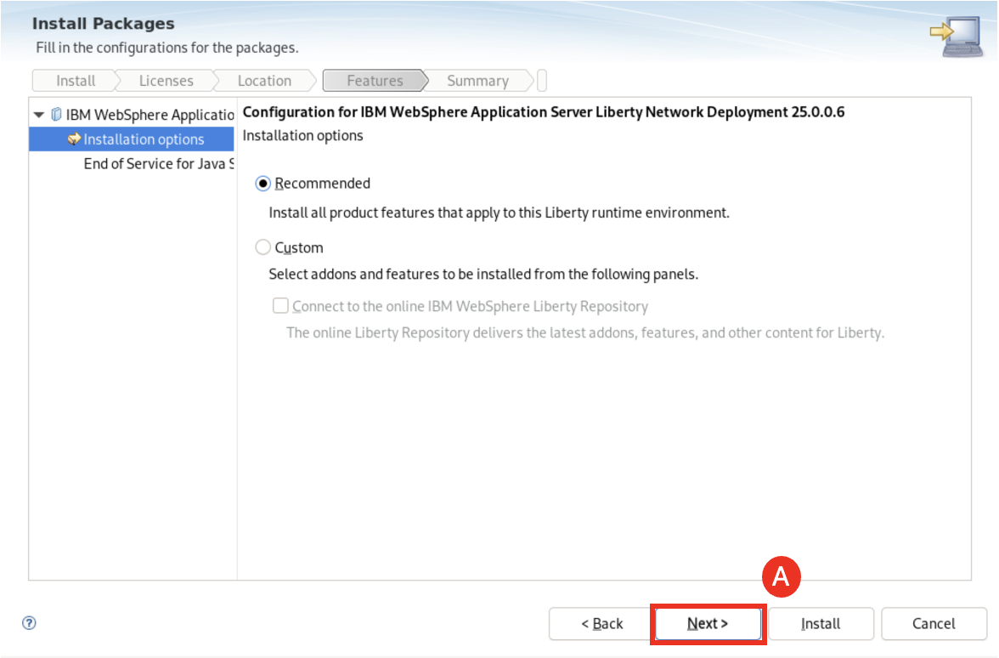 Install Packages
Fill in the configurations for the packages.
Install Licenses Location Features Summary
IBM WebSphere Applicatio
Installation options
End of Service for Java S
Configuration for IBM WebSphere Application Server Liberty Network Deployment 25.0.0.6
Installation options
Recommended
Install all product features that apply to this Liberty runtime environment.
Custom
Select addons and features to be installed from the following panels.
Connect to the online IBM WebSphere Liberty Repository
The online Liberty Repository delivers the latest addons, features, and other content for Liberty.
A
? < Back Next > Install Cancel